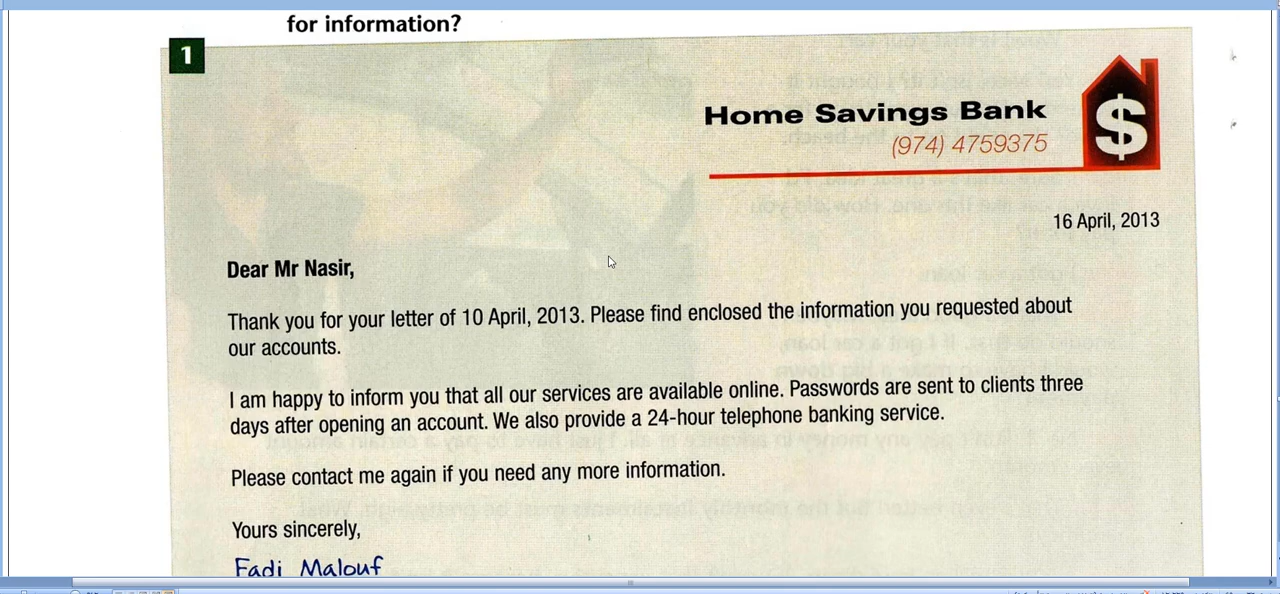 for information?
1
Home Savings Bank
$
(974) 4759375
16 April, 2013
Dear Mr Nasir,
Thank you for your letter of 10 April, 2013. Please find enclosed the information you requested about
our accounts.
I am happy to inform you that all our services are available online. Passwords are sent to clients three
days after opening an account. We also provide a 24-hour telephone banking service.
Please contact me again if you need any more information.
Yours sincerely,
Fadi Malouf